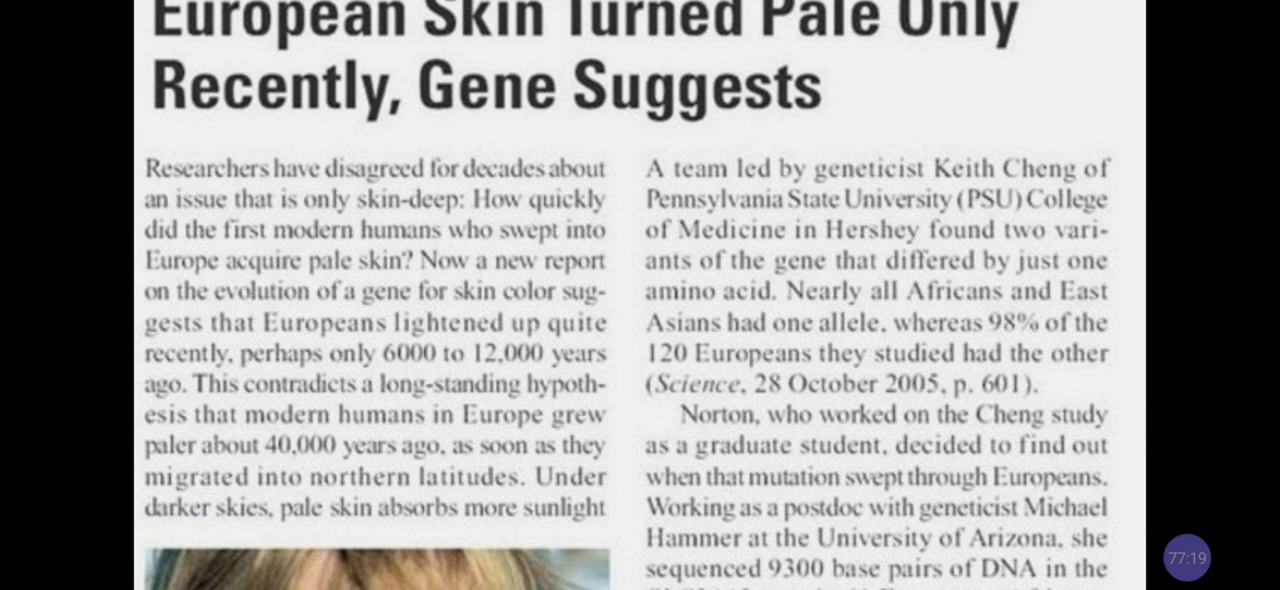 European Skin Turned Pale Only
Recently, Gene Suggests
Researchers have disagreed for decades about
an issue that is only skin-deep: How quickly
did the first modern humans who swept into
Europe acquire pale skin? Now a new report
on the evolution of a gene for skin color sug-
gests that Europeans lightened up quite
recently, perhaps only 6000 to 12,000 years
ago. This contradicts a long-standing hypoth-
esis that modern humans in Europe grew
paler about 40,000 years ago, as soon as they
migrated into northern latitudes. Under
darker skies, pale skin absorbs more sunlight
A team led by geneticist Keith Cheng of
Pennsylvania State University (PSU) College
of Medicine in Hershey found two vari-
ants of the gene that differed by just one
amino acid. Nearly all Africans and East
Asians had one allele, whereas 98% of the
120 Europeans they studied had the other
(Science, 28 October 2005, p. 601).
Norton, who worked on the Cheng study
as a graduate student, decided to find out
when that mutation swept through Europeans.
Working as a postdoc with geneticist Michael
Hammer at the University of Arizona, she
sequenced 9300 base pairs of DNA in the
77:19